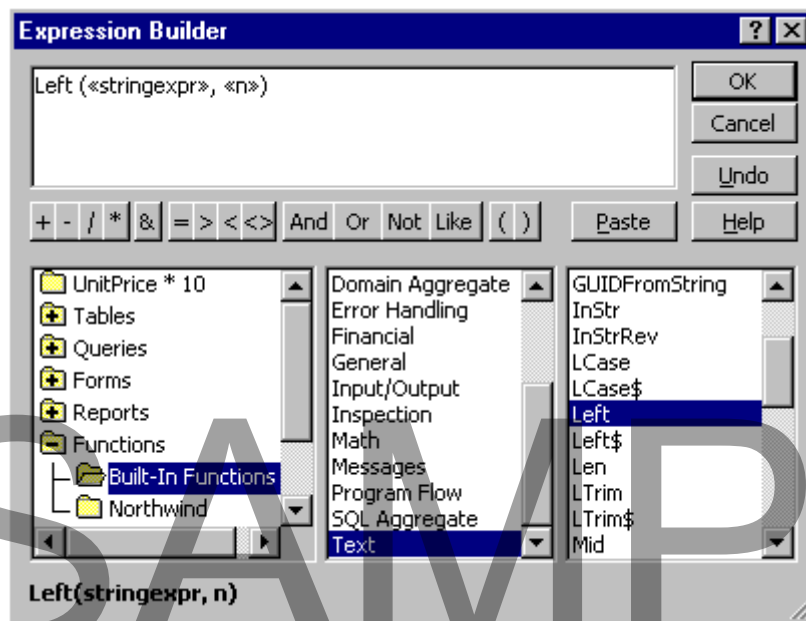 Expression Builder
? ×
Left («stringexpr», «n»)
OK
Cancel
Undo
+ - / * & = > < <> And Or Not Like ( )
Paste
Help
UnitPrice * 10
Tables
Queries
Forms
Reports
Functions
Built-In Functions
Northwind
Domain Aggregate
Error Handling
Financial
General
Input/Output
Inspection
Math
Messages
Program Flow
SQL Aggregate
Text
GUIDFromString
InStr
InStrRev
LCase
LCase$
Left
Left$
Len
LTrim
LTrim$
Mid
Left(stringexpr, n)
SAMP